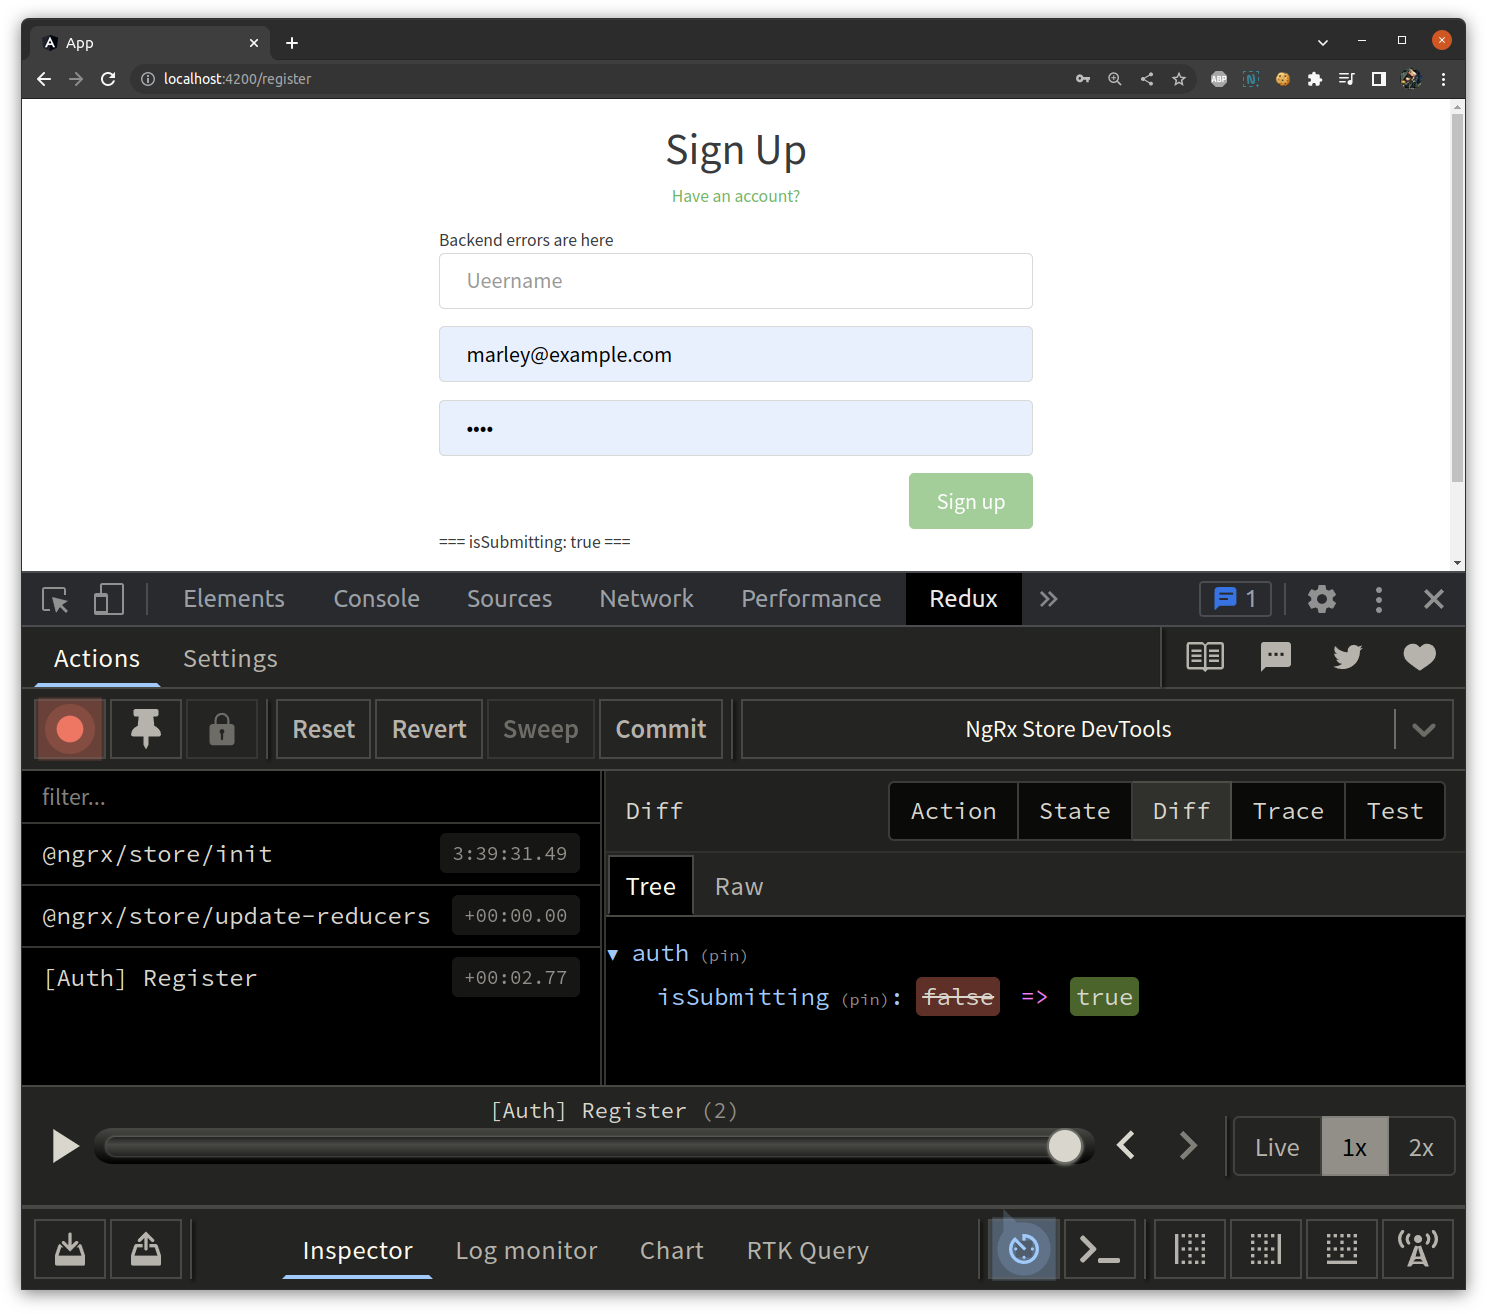 App
localhost:4200/register
ABP
N
Sign Up
Have an account?
Backend errors are here
Ueername
marley@example.com
••••
Sign up
=== isSubmitting: true ===
Elements Console Sources Network Performance Redux 1
Actions Settings
Reset Revert Sweep Commit NgRx Store DevTools
filter...
@ngrx/store/init 3:39:31.49
@ngrx/store/update-reducers +00:00.00
[Auth] Register +00:02.77
Diff Action State Diff Trace Test
Tree Raw
auth (pin)
isSubmitting (pin): false => true
[Auth] Register (2)
Live 1x 2x
Inspector Log monitor Chart RTK Query